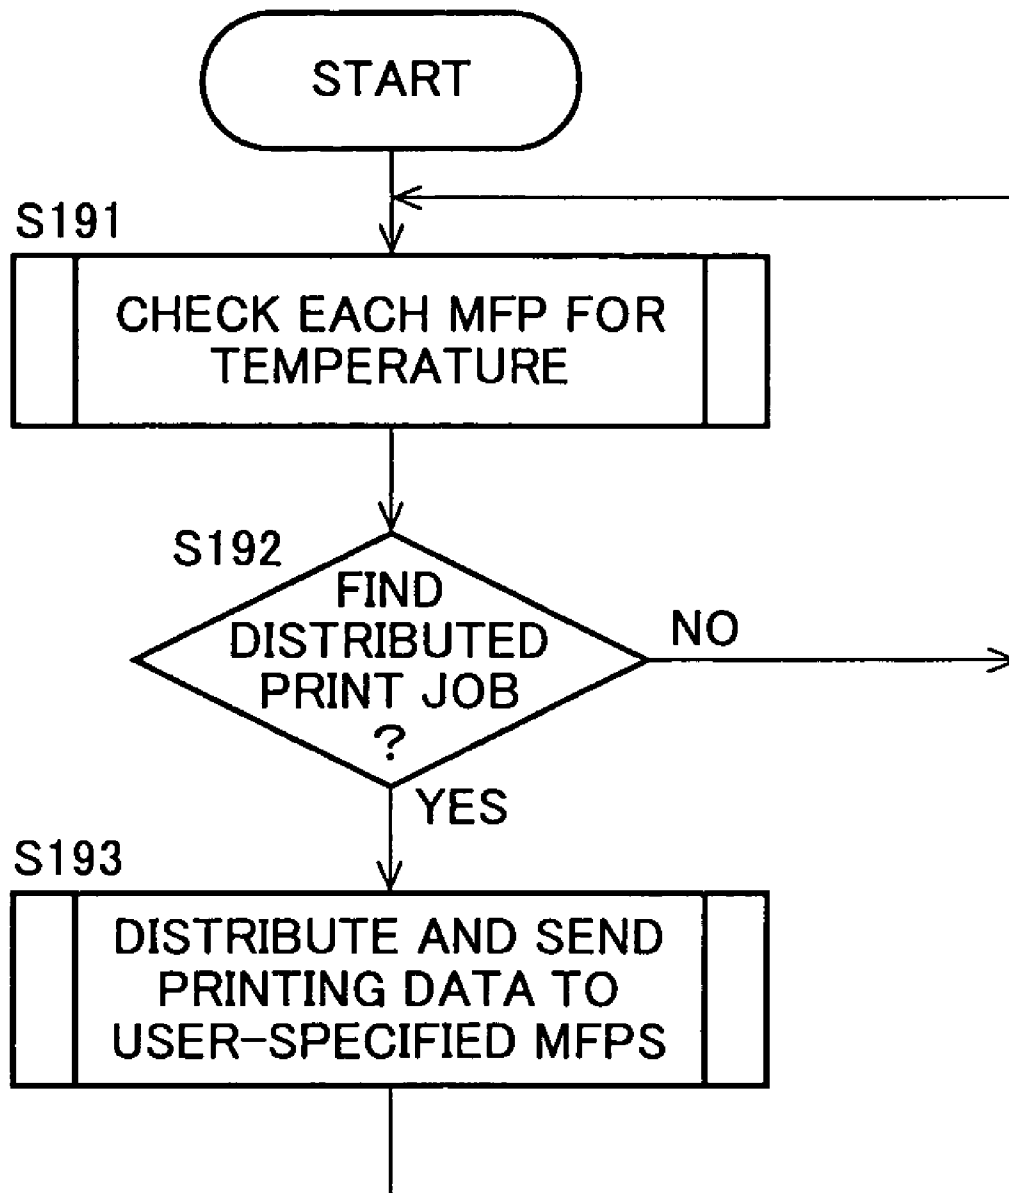 START
S191
CHECK EACH MFP FOR
TEMPERATURE
S192
FIND
DISTRIBUTED
PRINT JOB
?
NO
YES
S193
DISTRIBUTE AND SEND
PRINTING DATA TO
USER-SPECIFIED MFPS